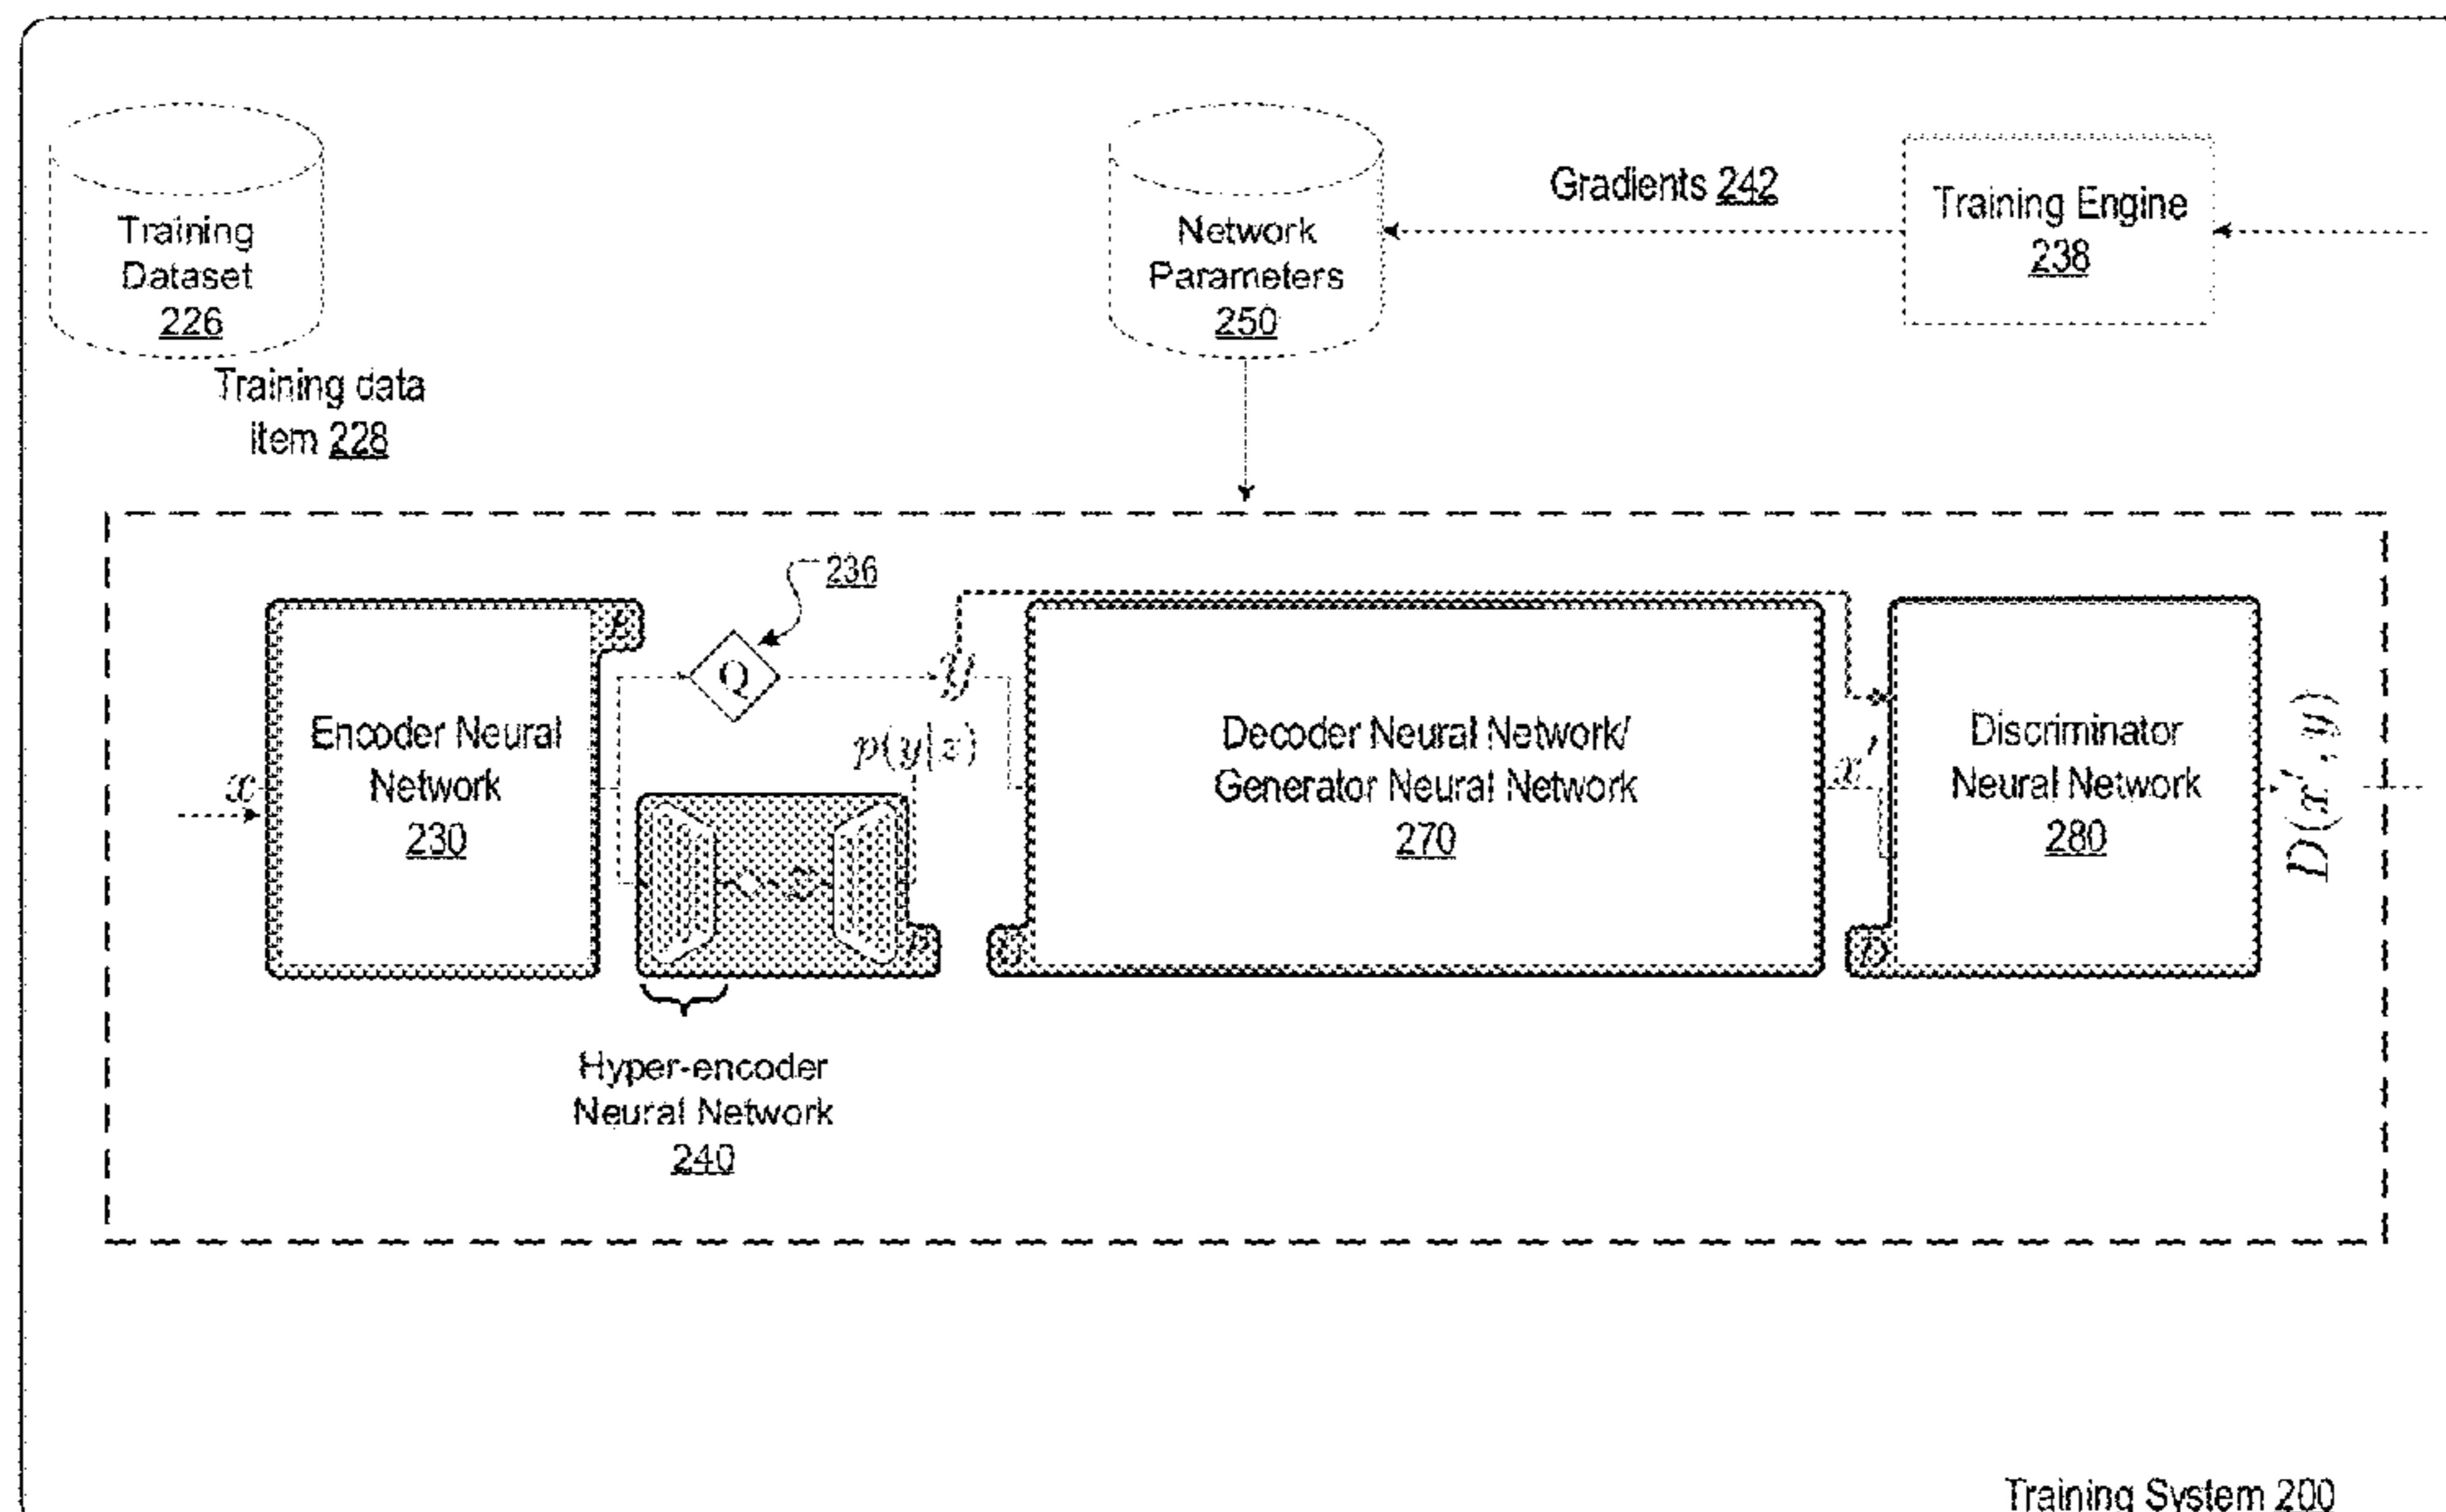 Training
Dataset
226
Training data
item 228
Network
Parameters
250
Gradients 242
Training Engine
238
236
E
Q
y
p(y|z)
x
Encoder Neural
Network
230
Decoder Neural Network/
Generator Neural Network
270
x'
Discriminator
Neural Network
280
D(x', y)
P
G
D
Hyper-encoder
Neural Network
240
Training System 200